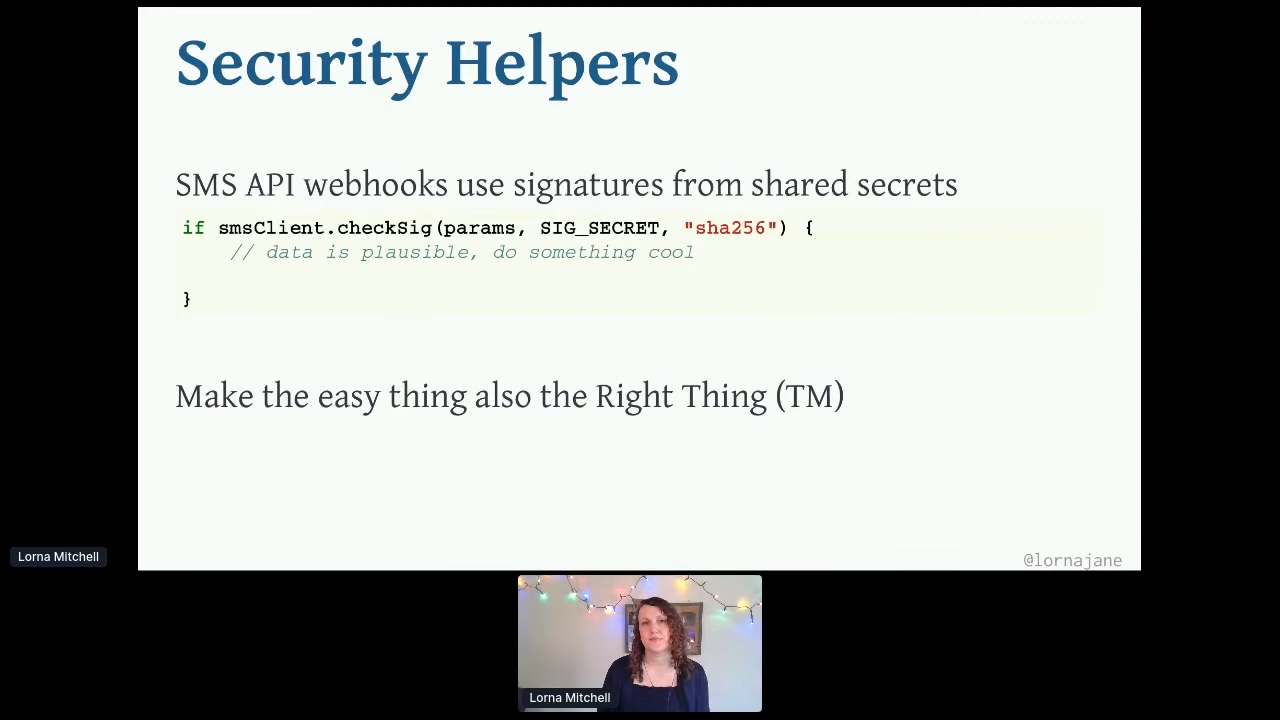 Security Helpers
SMS API webhooks use signatures from shared secrets
if smsClient.checkSig(params, SIG_SECRET, "sha256") {
// data is plausible, do something cool
}
Make the easy thing also the Right Thing (TM)
@lornajane
Lorna Mitchell
Lorna Mitchell